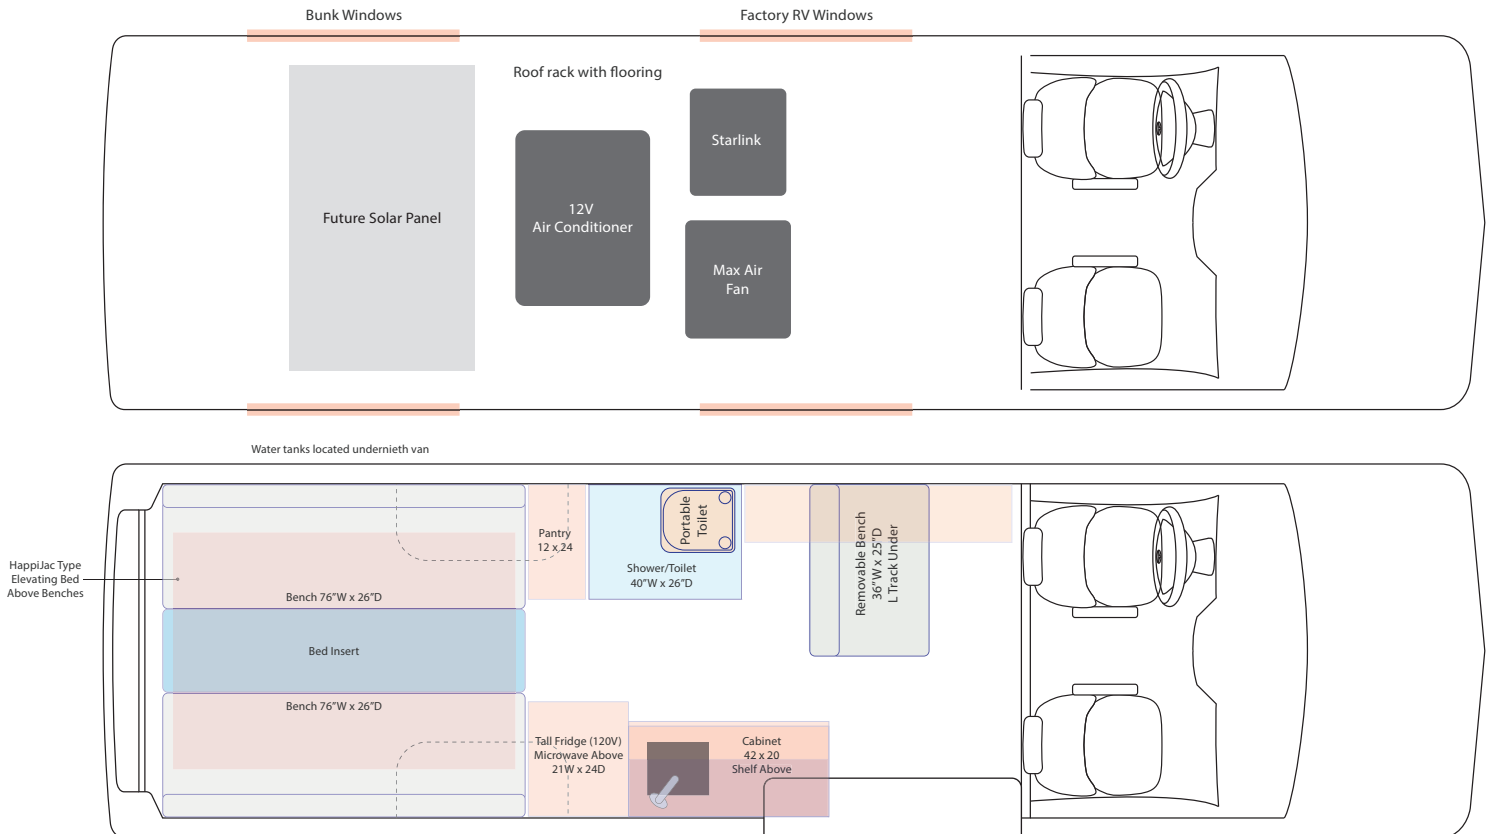 Bunk Windows
Factory RV Windows
Roof rack with flooring
Starlink
Future Solar Panel
12V
Air Conditioner
Max Air
Fan
Water tanks located undernieth van
HappiJac Type
Elevating Bed
Above Benches
Bench 76”W x 26”D
Bed Insert
Bench 76”W x 26”D
Pantry
12 x 24
Portable
Toilet
Shower/Toilet
40”W x 26”D
Removable Bench
36”W x 25”D
L Track Under
Tall Fridge (120V)
Microwave Above
21W x 24D
Cabinet
42 x 20
Shelf Above